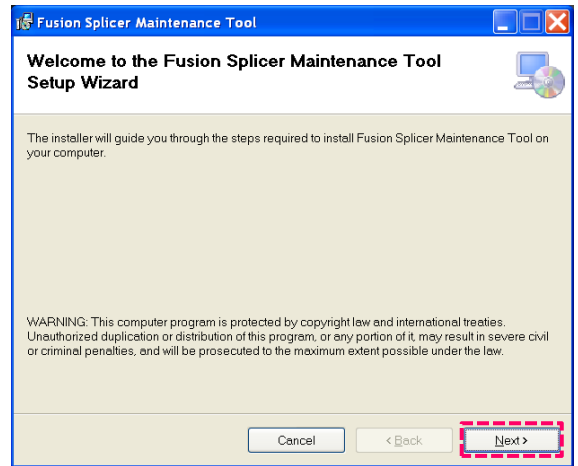 Fusion Splicer Maintenance Tool
Welcome to the Fusion Splicer Maintenance Tool
Setup Wizard
The installer will guide you through the steps required to install Fusion Splicer Maintenance Tool on
your computer.
WARNING: This computer program is protected by copyright law and international treaties.
Unauthorized duplication or distribution of this program, or any portion of it, may result in severe civil
or criminal penalties, and will be prosecuted to the maximum extent possible under the law.
Cancel < Back Next >